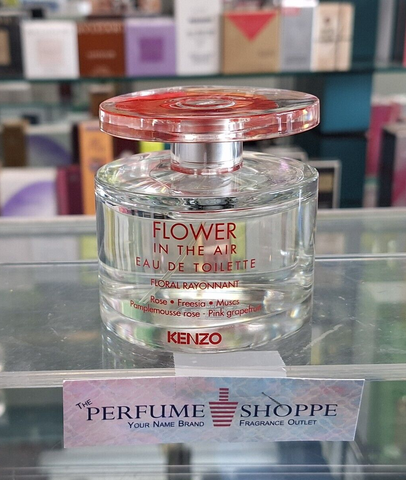 FLOWER
IN THE AIR
EAU DE TOILETTE
FLORAL RAYONNANT
Rose • Freesia • Muscs
Pamplemousse rose - Pink grapefruit
KENZO
THE PERFUME SHOPPE
YOUR NAME BRAND FRAGRANCE OUTLET